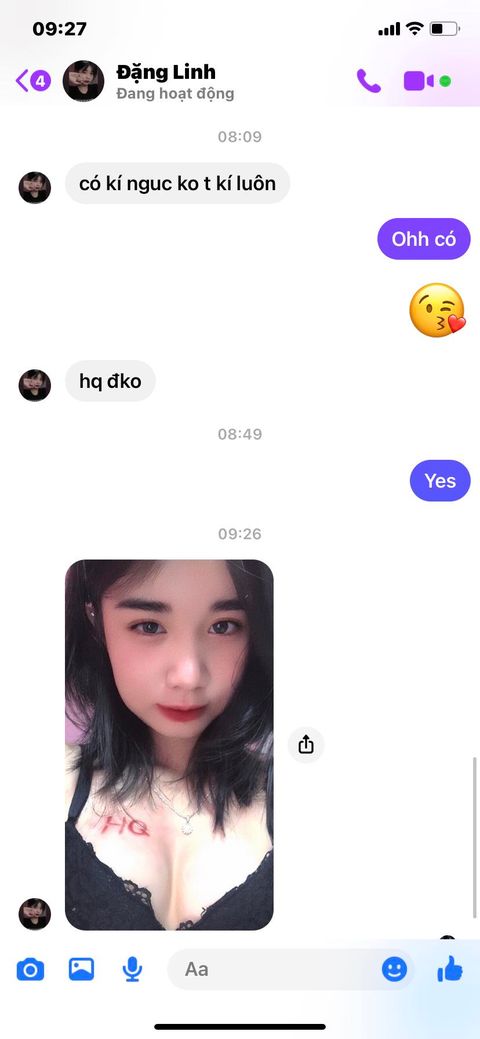 09:27
4
Đặng Linh
Đang hoạt động
08:09
có kí nguc ko t kí luôn
Ohh có
hq đko
08:49
Yes
09:26
HQ
Aa